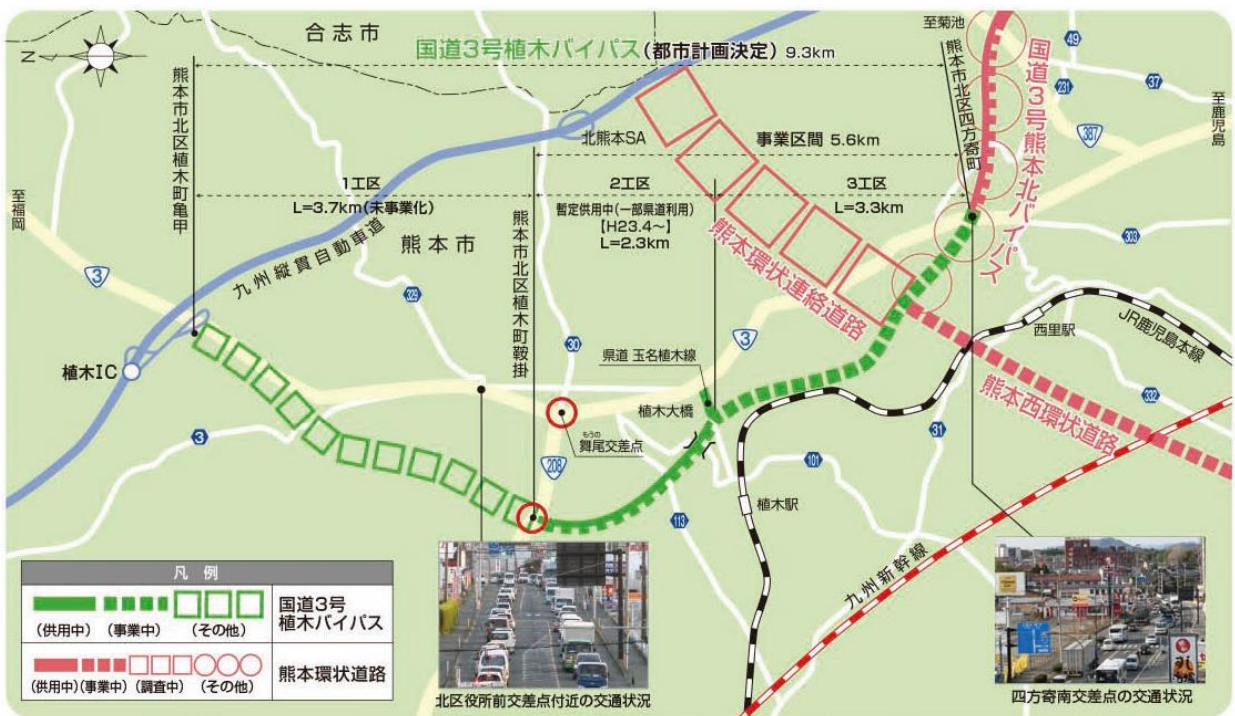 合志市
国道3号植木バイパス(都市計画決定) 9.3km
至菊池
熊本市北区四方寄町
国道3号熊本北バイパス
49
37
231
387
至鹿児島
N
熊本市北区植木町亀甲
北熊本SA
事業区間 5.6km
至福岡
1工区
L=3.7km(未事業化)
2工区
暫定供用中(一部県道利用)
【H23.4~】
L=2.3km
3工区
L=3.3km
九州縦貫自動車道
熊本市
熊本市北区植木町鞍掛
熊本環状連絡道路
303
3
329
30
3
西里駅
JR鹿児島本線
植木IC
県道 玉名植木線
植木大橋
もうの
舞尾交差点
熊本西環状道路
332
3
208
31
101
113
植木駅
九州新幹線
凡 例
(供用中) (事業中) (その他)
国道3号
植木バイパス
(供用中) (事業中) (調査中) (その他)
熊本環状道路
北区役所前交差点付近の交通状況
四方寄南交差点の交通状況